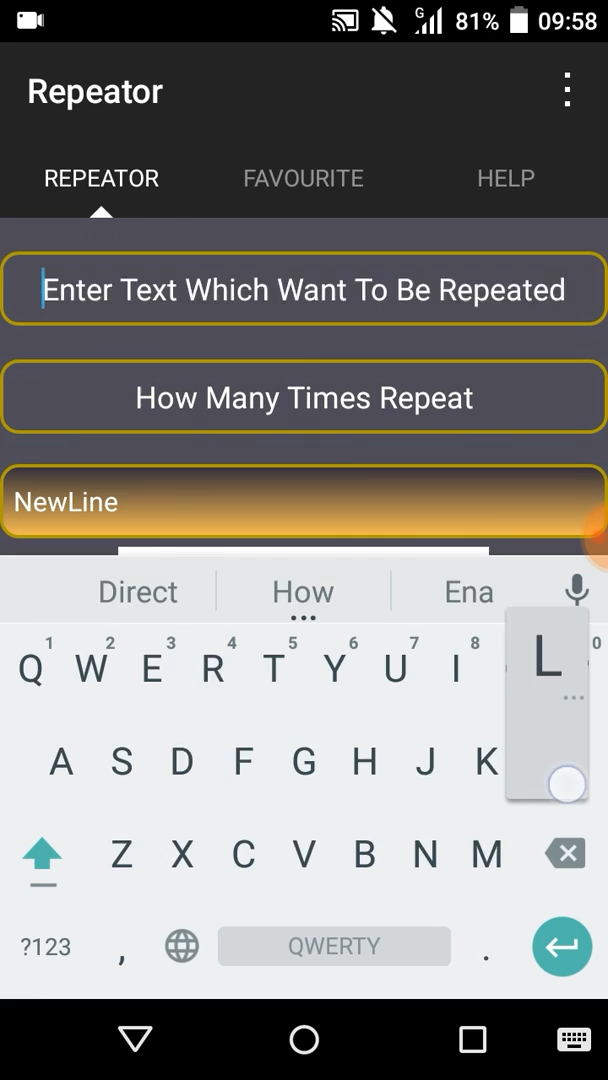 G 81% 09:58
Repeator
REPEATOR FAVOURITE HELP
Enter Text Which Want To Be Repeated
How Many Times Repeat
NewLine
Direct How Ena
1 2 3 4 5 6 7 8 0
Q W E R T Y U I
L
A S D F G H J K
Z X C V B N M
?123 , QWERTY .